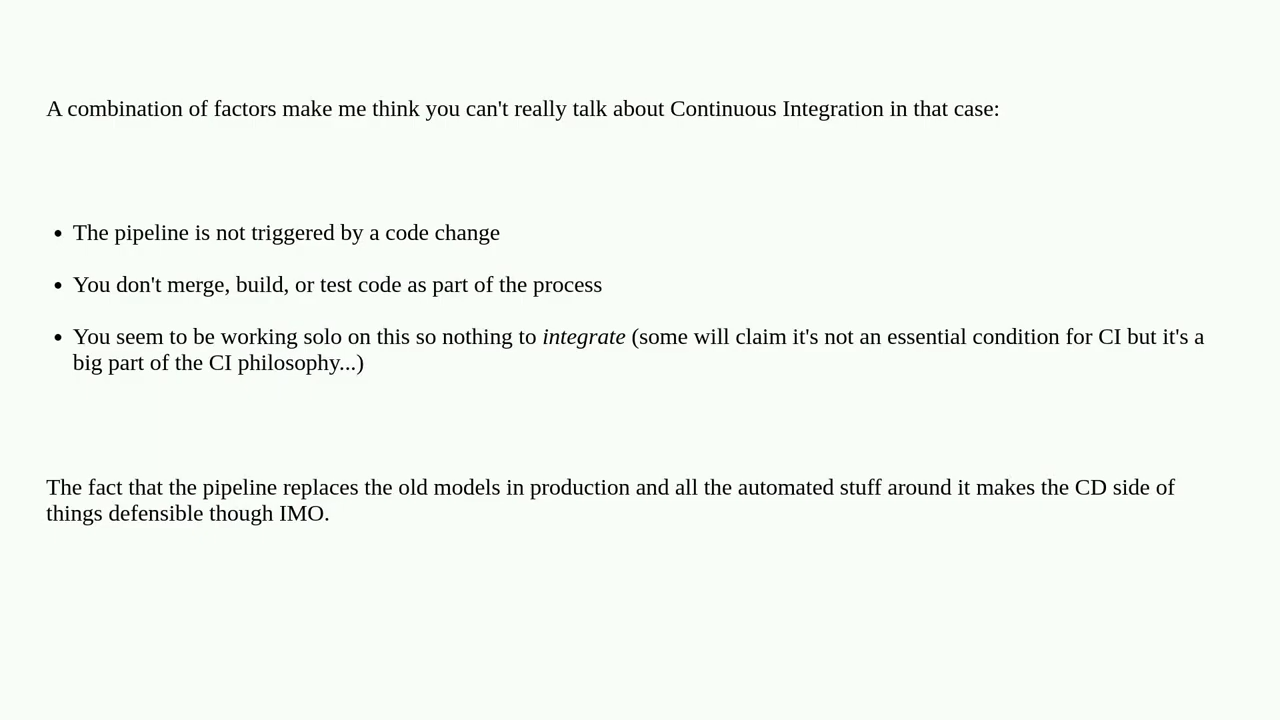 A combination of factors make me think you can't really talk about Continuous Integration in that case:
• The pipeline is not triggered by a code change
• You don't merge, build, or test code as part of the process
• You seem to be working solo on this so nothing to integrate (some will claim it's not an essential condition for CI but it's a
big part of the CI philosophy...)
The fact that the pipeline replaces the old models in production and all the automated stuff around it makes the CD side of
things defensible though IMO.